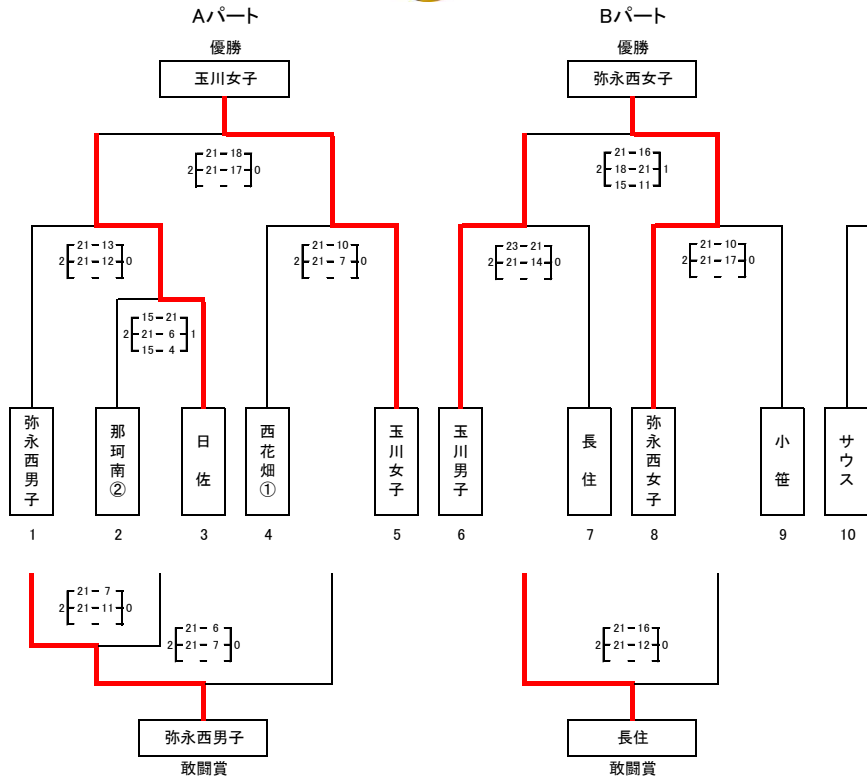 Aパート
Bパート
優勝
優勝
玉川女子
弥永西女子
21-18
2 21-17 0
-
21-16
2 18-21 1
15-11
21-13
2 21-12 0
-
21-10
2 21-7 0
-
23-21
2 21-14 0
-
21-10
2 21-17 0
-
15-21
2 21-6 1
15-4
弥永西男子
那珂南②
日佐
西花畑①
玉川女子
玉川男子
長住
弥永西女子
小笹
サウス
1 2 3 4 5 6 7 8 9 10
21-7
2 21-11 0
-
21-6
2 21-7 0
-
21-16
2 21-12 0
-
弥永西男子
長住
敢闘賞
敢闘賞